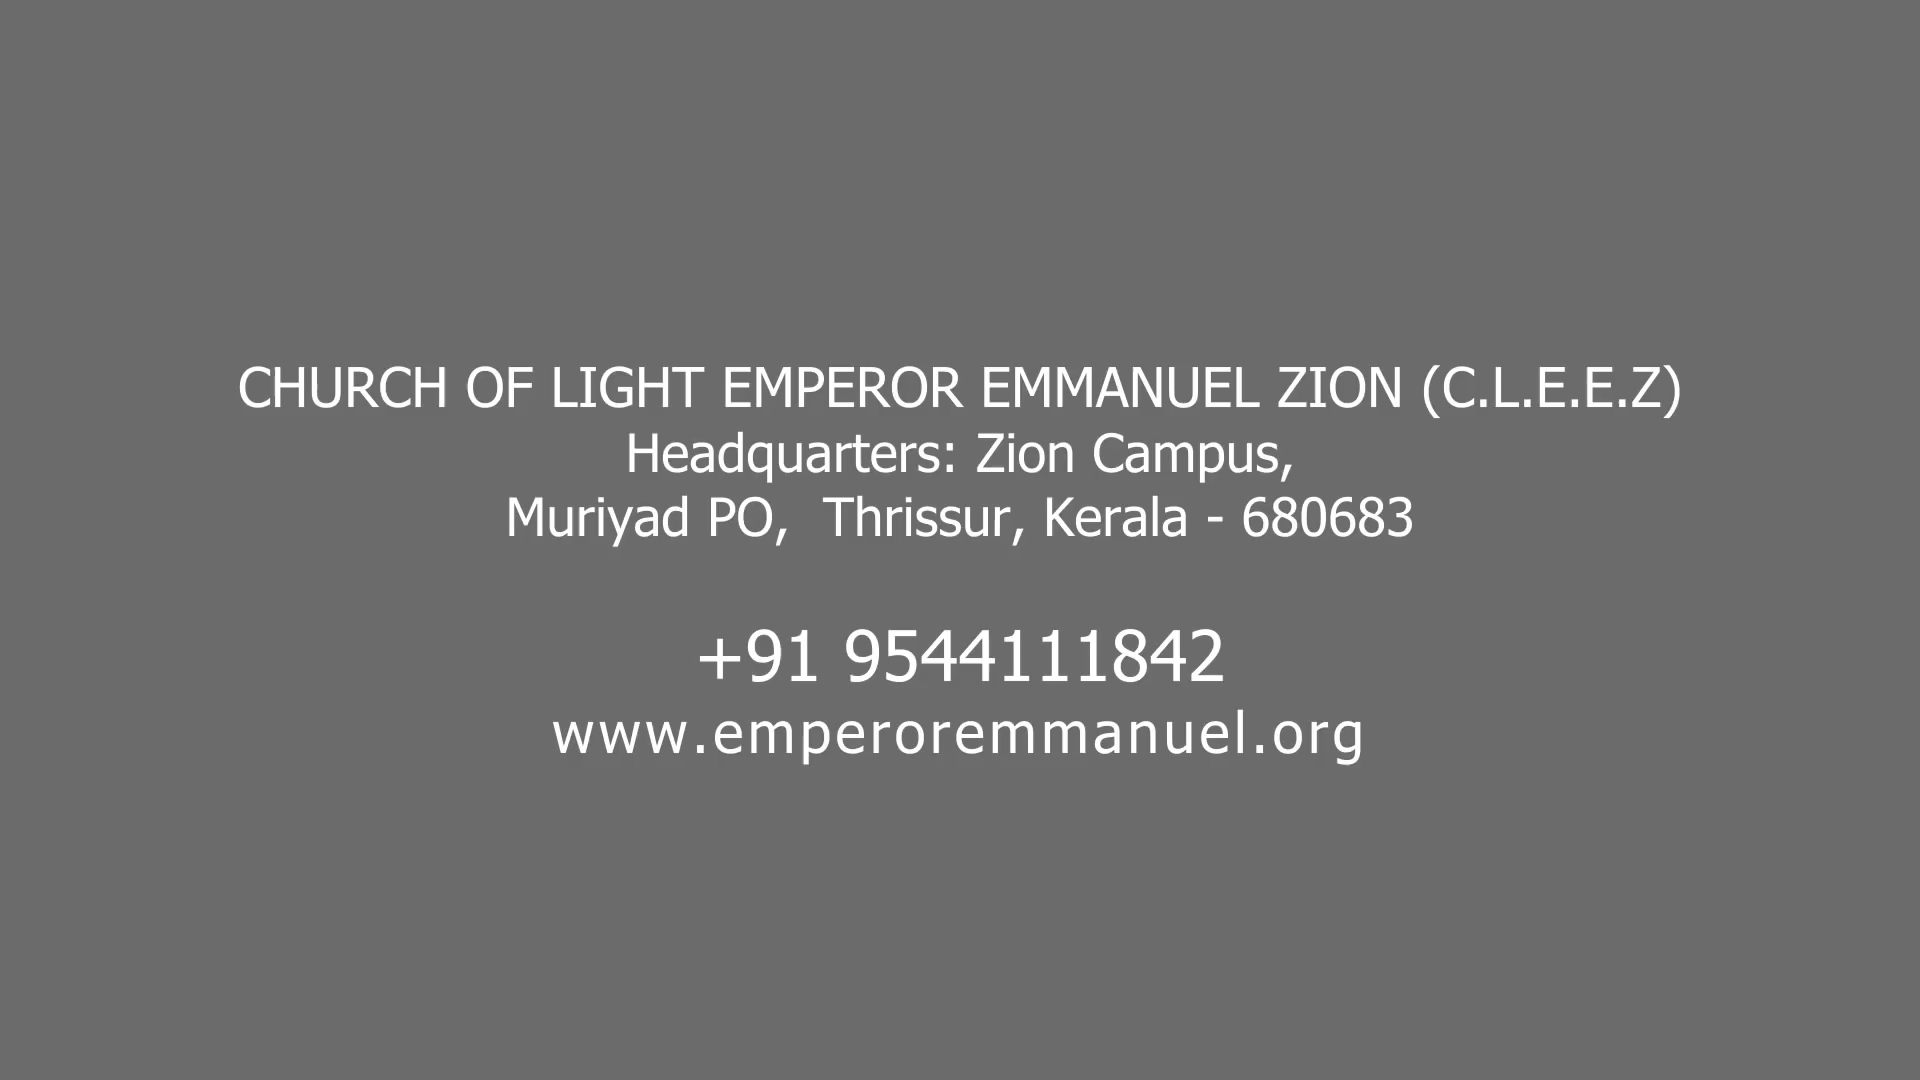 CHURCH OF LIGHT EMPEROR EMMANUEL ZION (C.L.E.E.Z)
Headquarters: Zion Campus,
Muriyad PO,  Thrissur, Kerala - 680683
+91 9544111842
www.emperoremmanuel.org